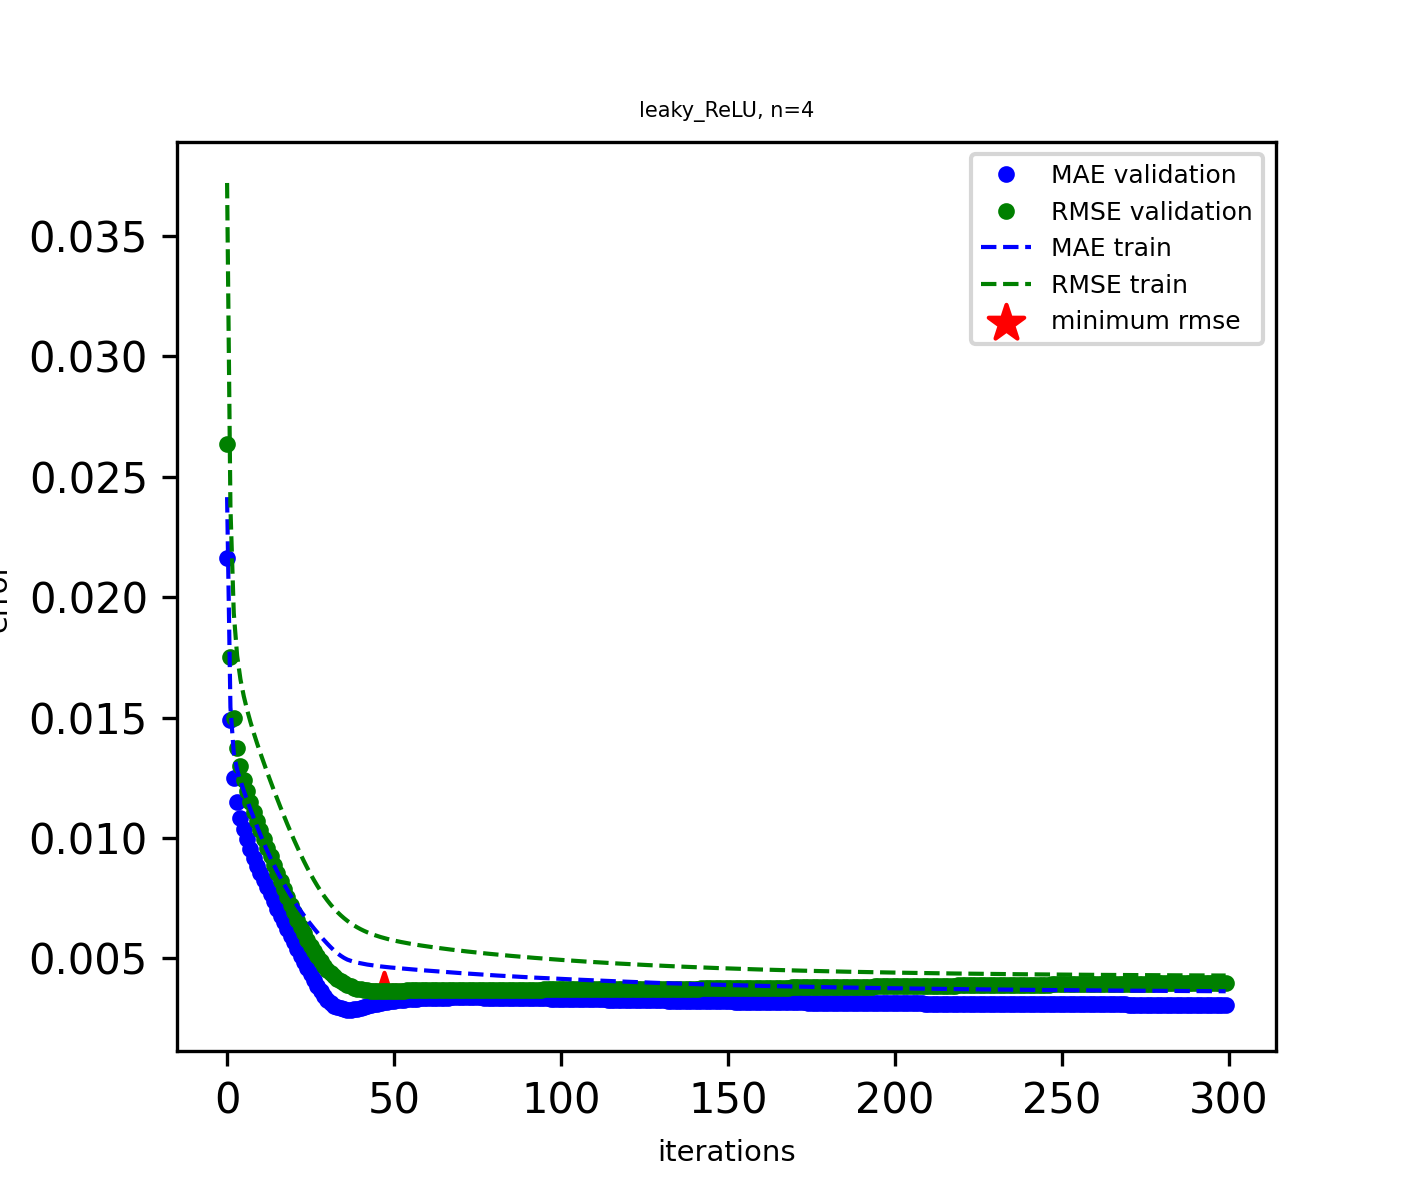 leaky_ReLU, n=4
MAE validation
RMSE validation
MAE train
RMSE train
minimum rmse
0.035
0.030
0.025
0.020
0.015
0.010
0.005
0 50 100 150 200 250 300
iterations